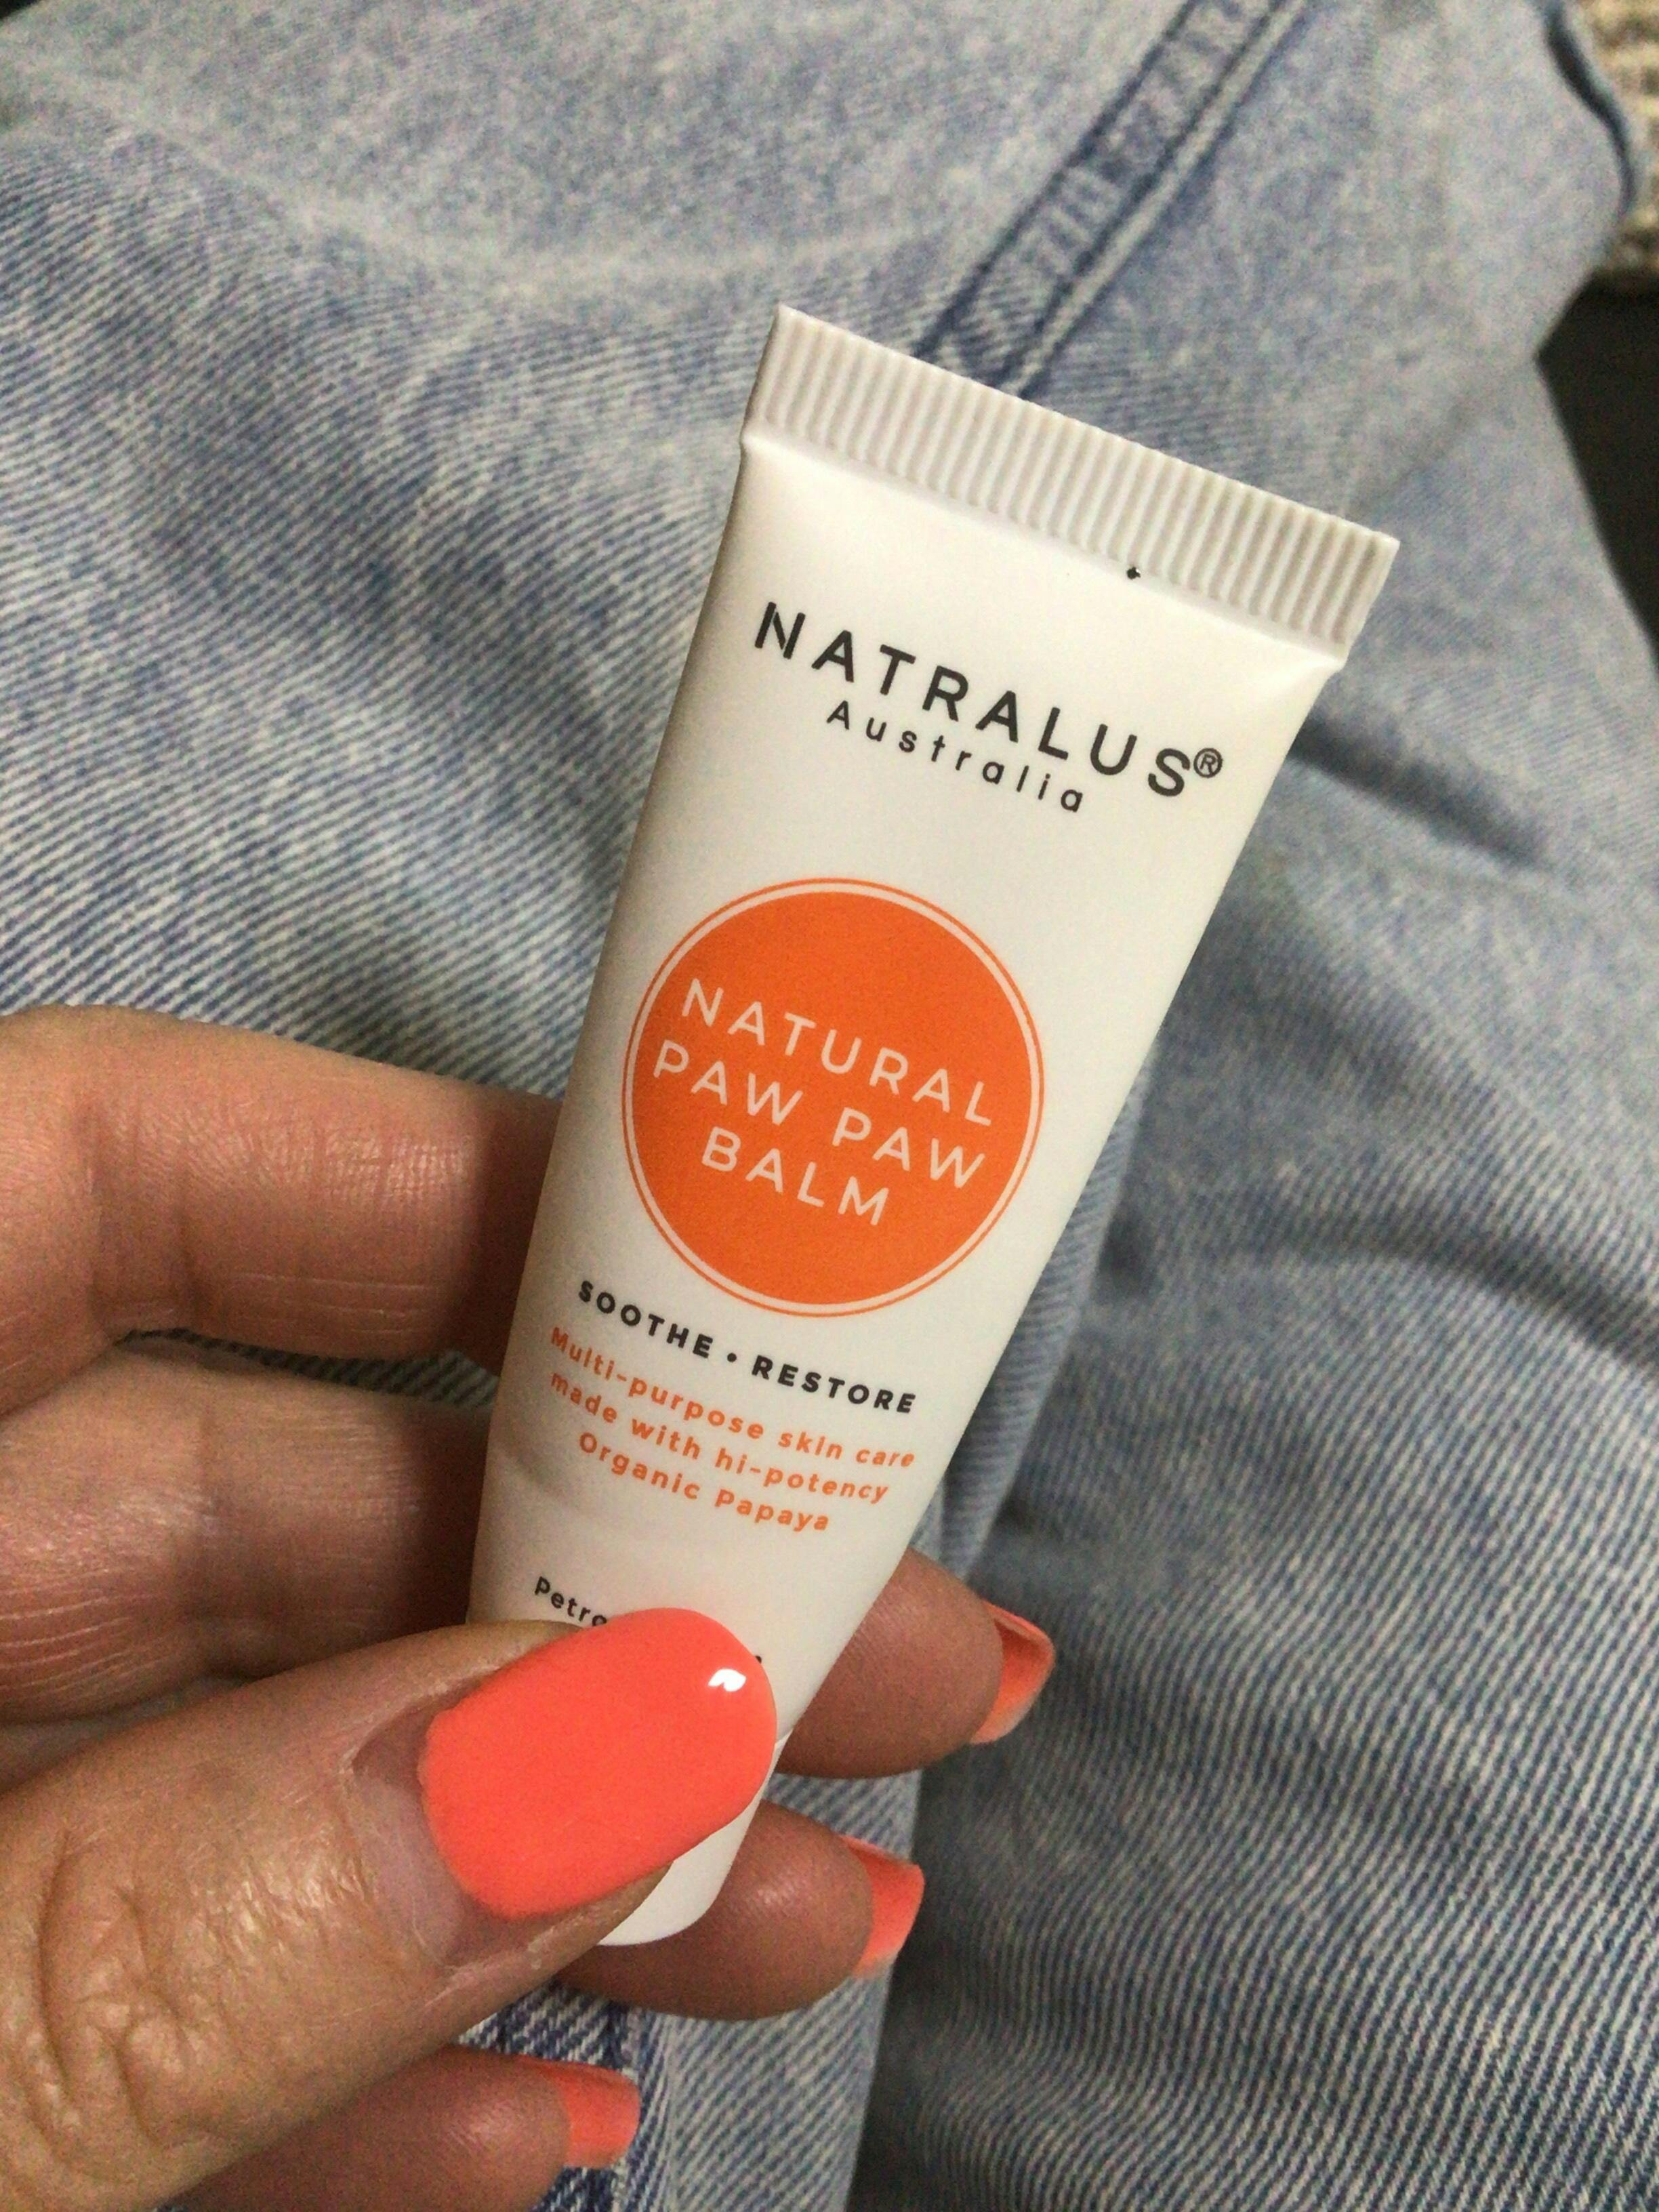 NATRALUS®
Australia
NATURAL
PAW PAW
BALM
SOOTHE • RESTORE
Multi-purpose skin care
made with hi-potency
Organic Papaya